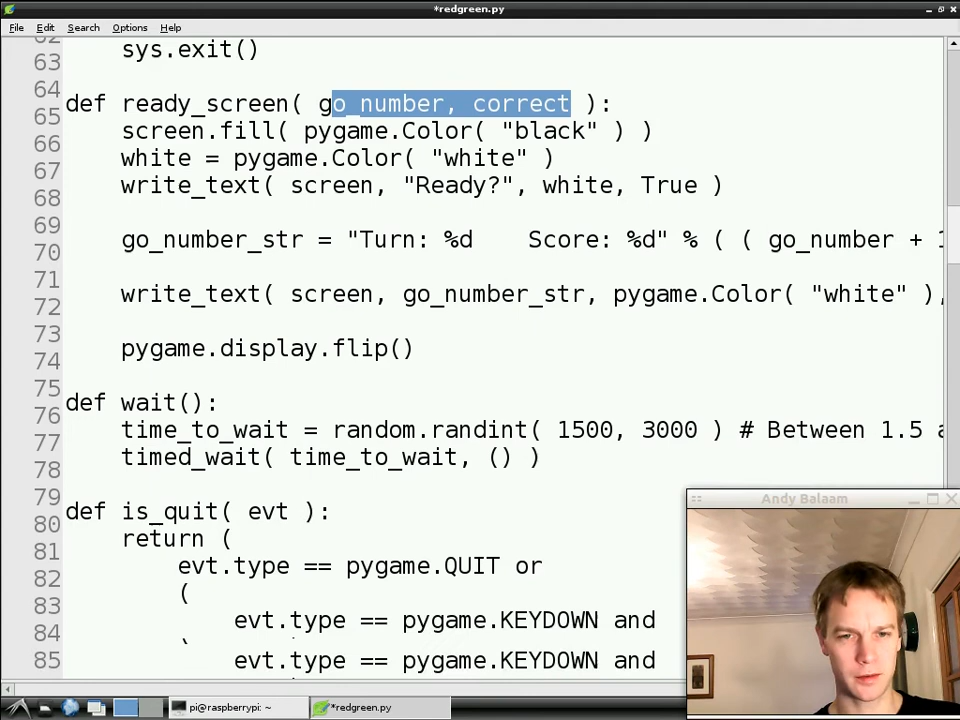 *redgreen.py
File Edit Search Options Help
62
63 sys.exit()
64
65 def ready_screen( go_number, correct ):
66 screen.fill( pygame.Color( "black" ) )
67 white = pygame.Color( "white" )
68 write_text( screen, "Ready?", white, True )
69
70 go_number_str = "Turn: %d    Score: %d" % ( ( go_number + 1
71
72 write_text( screen, go_number_str, pygame.Color( "white" ),
73
74 pygame.display.flip()
75
76 def wait():
77 time_to_wait = random.randint( 1500, 3000 ) # Between 1.5 a
78 timed_wait( time_to_wait, () )
79
80 def is_quit( evt ):
81 return (
82 evt.type == pygame.QUIT or
83 (
84 evt.type == pygame.KEYDOWN and
85 evt.type == pygame.KEYDOWN and
Andy Balaam
pi@raspberrypi: ~
*redgreen.py